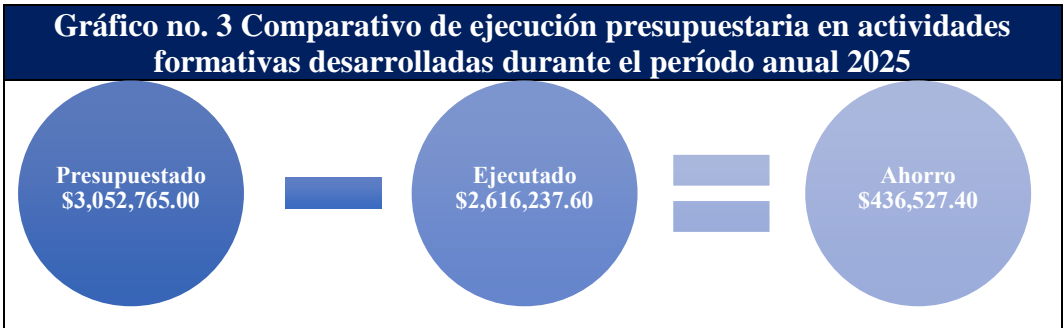 Gráfico no. 3 Comparativo de ejecución presupuestaria en actividades
formativas desarrolladas durante el período anual 2025
Presupuestado
$3,052,765.00
Ejecutado
$2,616,237.60
Ahorro
$436,527.40